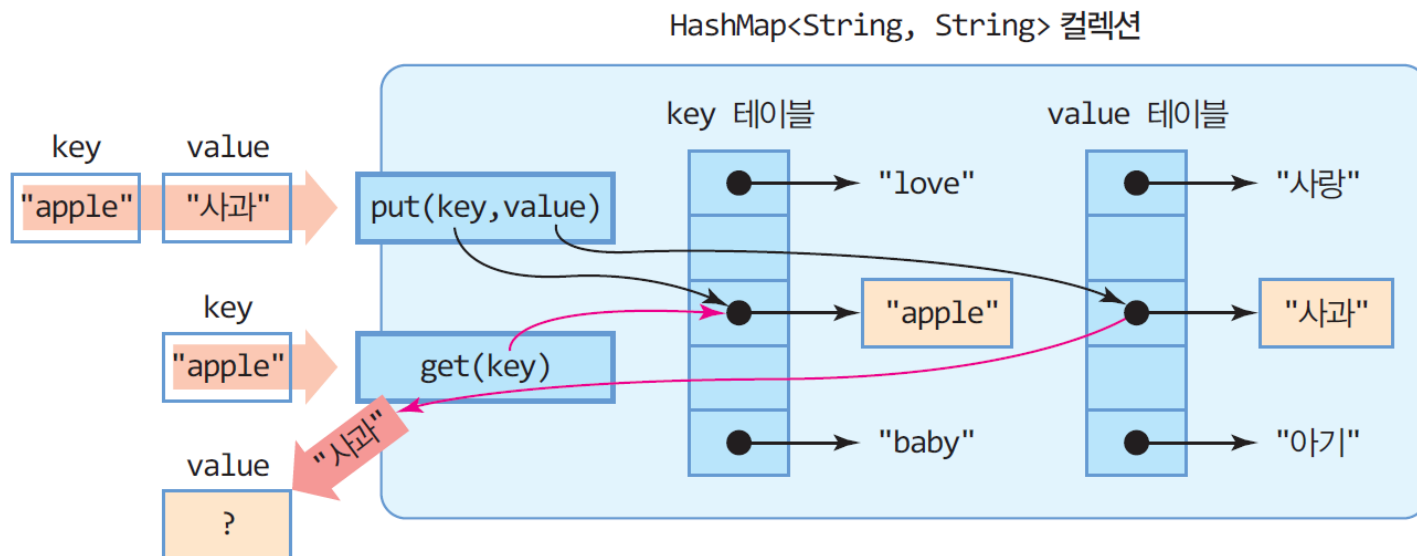 HashMap<String, String> 컬렉션
key 테이블
value 테이블
key
value
"apple"
"사과"
put(key,value)
"love"
"사랑"
"apple"
"사과"
key
"apple"
get(key)
"사과"
"baby"
"아기"
value
?